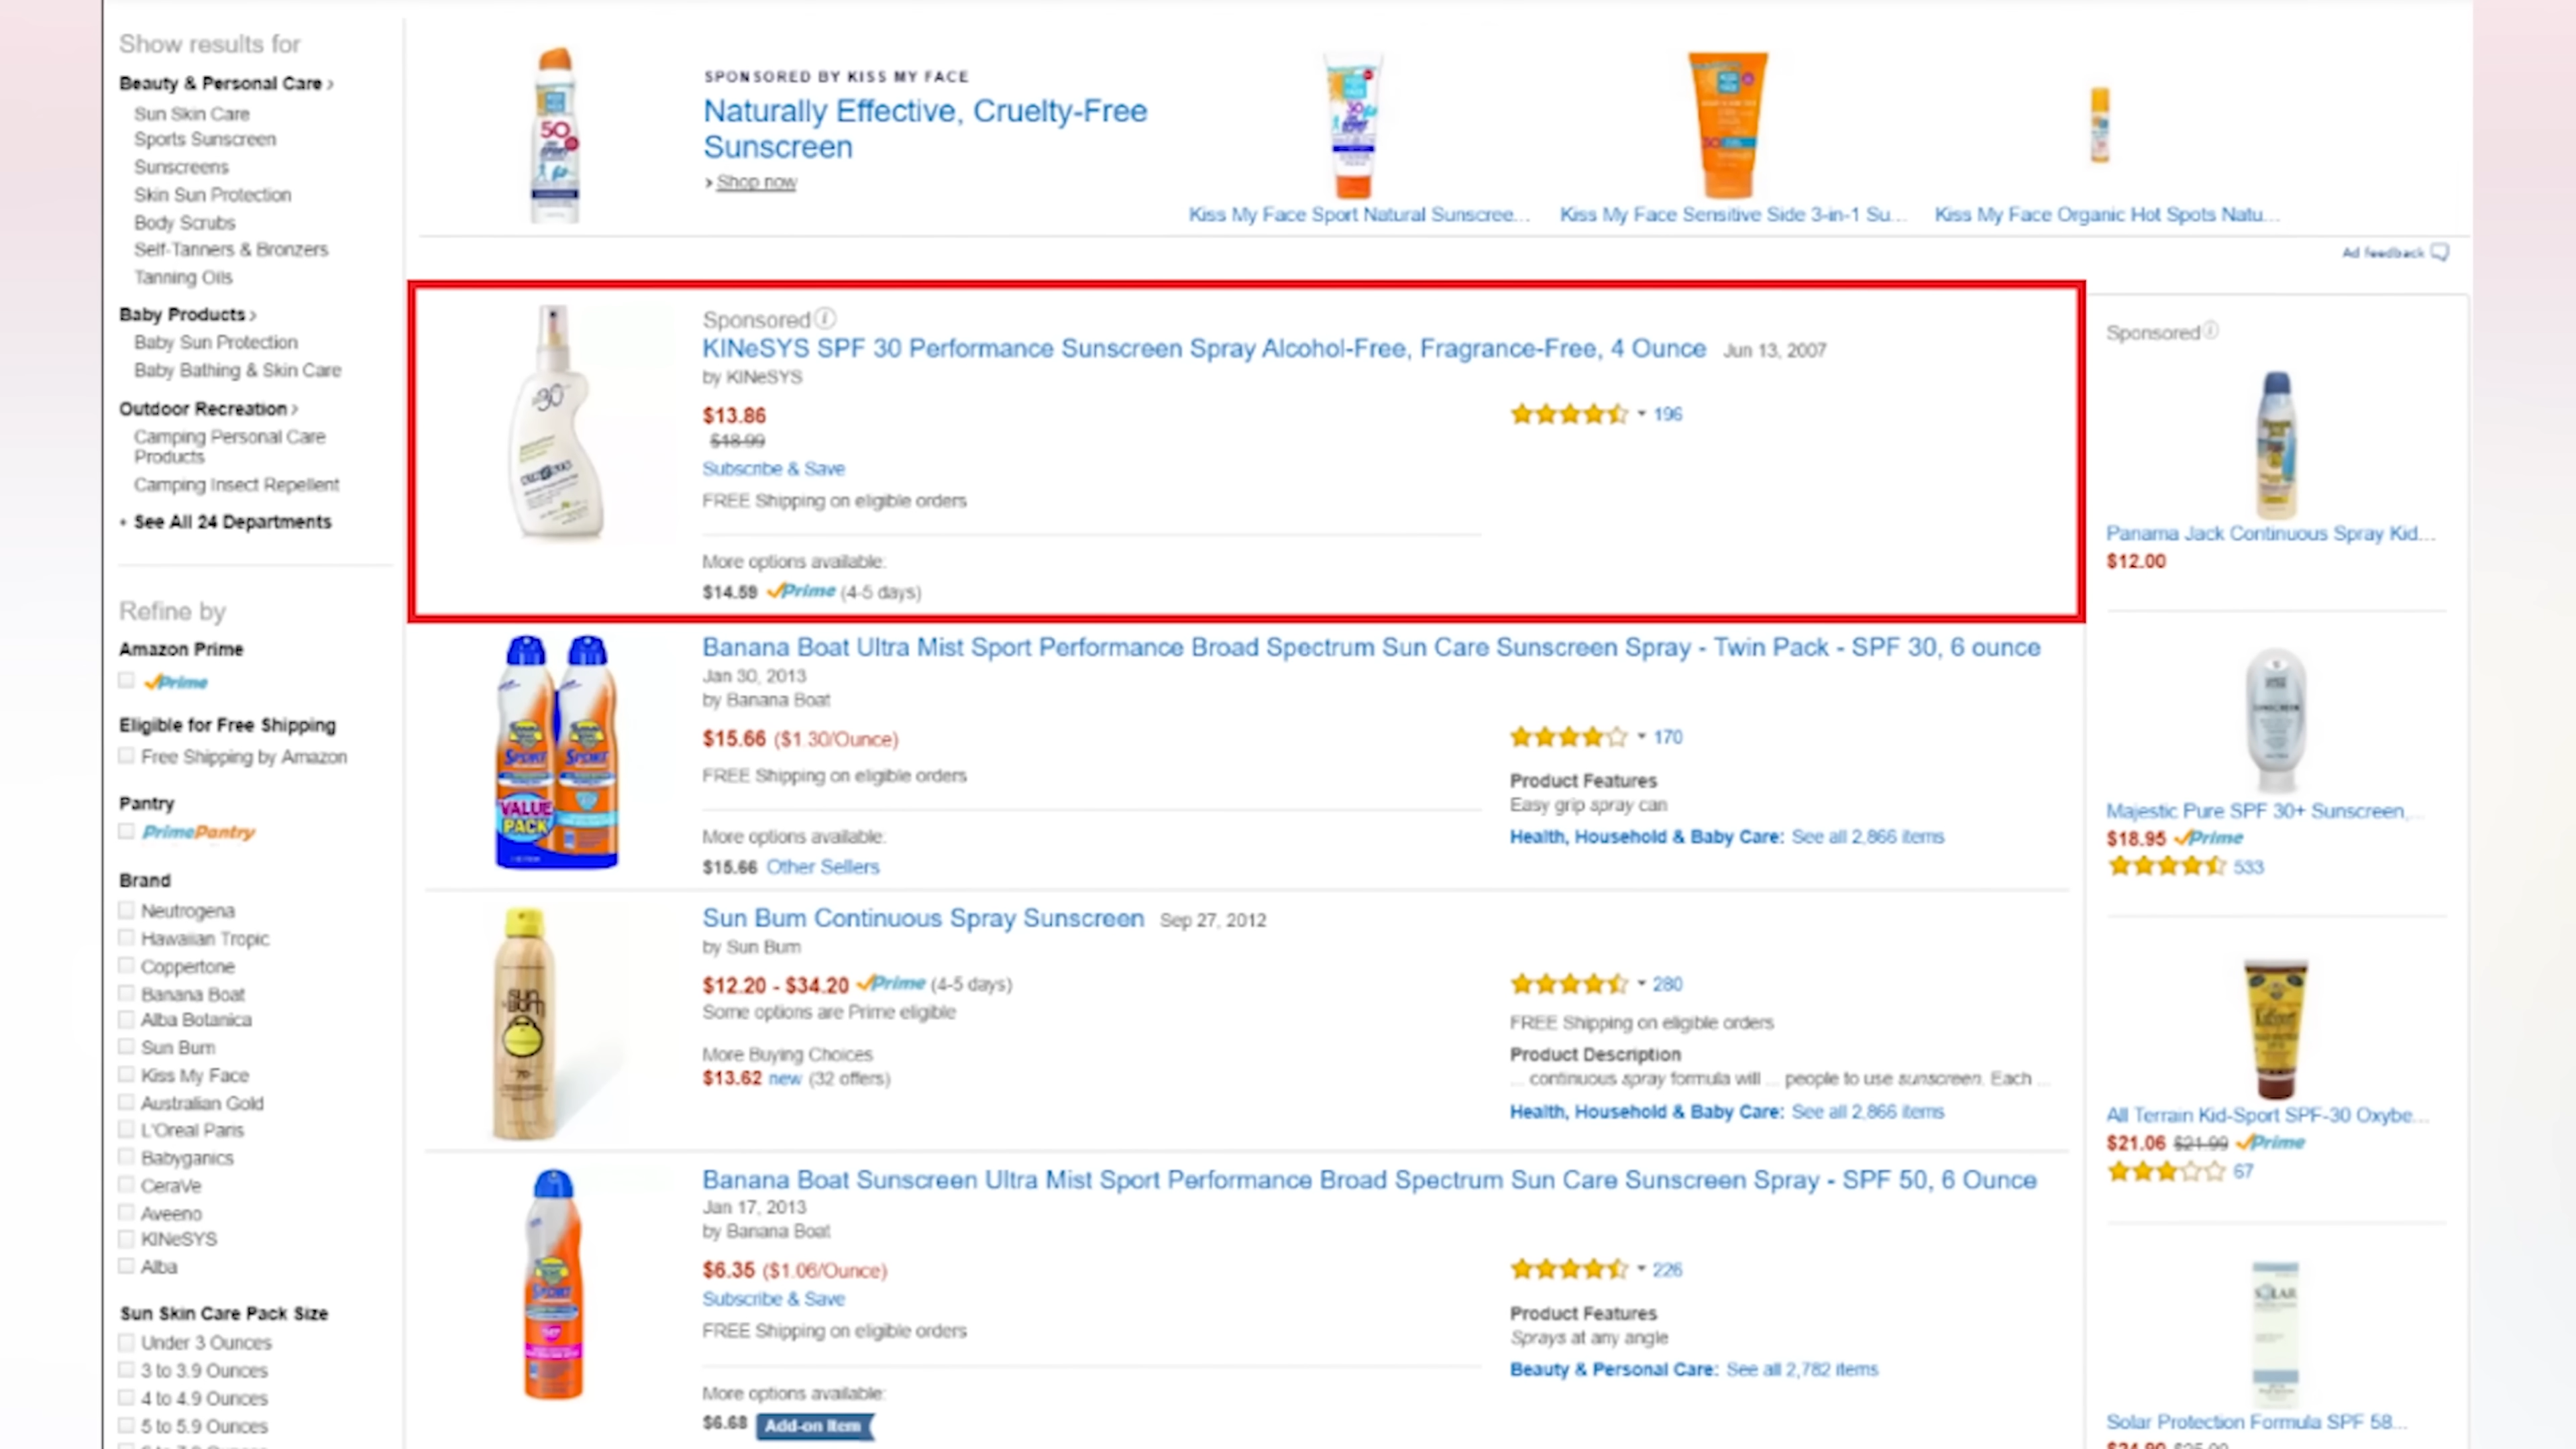 Show results for
Beauty & Personal Care ›
Sun Skin Care
Sports Sunscreen
Sunscreens
Skin Sun Protection
Body Scrubs
Self-Tanners & Bronzers
Tanning Oils
Baby Products ›
Baby Sun Protection
Baby Bathing & Skin Care
Outdoor Recreation ›
Camping Personal Care
Products
Camping Insect Repellent
See All 24 Departments
Refine by
Amazon Prime
Prime
Eligible for Free Shipping
Free Shipping by Amazon
Pantry
PrimePantry
Brand
Neutrogena
Hawaiian Tropic
Coppertone
Banana Boat
Alba Botanica
Sun Bum
Kiss My Face
Australian Gold
L'Oreal Paris
Babyganics
CeraVe
Aveeno
KINeSYS
Alba
Sun Skin Care Pack Size
Under 3 Ounces
3 to 3.9 Ounces
4 to 4.9 Ounces
5 to 5.9 Ounces
50
SPONSORED BY KISS MY FACE
Naturally Effective, Cruelty-Free
Sunscreen
› Shop now
30
Kiss My Face Sport Natural Sunscree...
Kiss My Face Sensitive Side 3-in-1 Su...
Kiss My Face Organic Hot Spots Natu...
Ad feedback
30
Sponsored
KINeSYS SPF 30 Performance Sunscreen Spray Alcohol-Free, Fragrance-Free, 4 Ounce Jun 13, 2007
by KINeSYS
$13.86
$18.99
196
Subscribe & Save
FREE Shipping on eligible orders
More options available:
$14.59 Prime (4-5 days)
SPORT SPORT
VALUE
PACK
Banana Boat Ultra Mist Sport Performance Broad Spectrum Sun Care Sunscreen Spray - Twin Pack - SPF 30, 6 ounce
Jan 30, 2013
by Banana Boat
$15.66 ($1.30/Ounce)
FREE Shipping on eligible orders
More options available:
$15.66 Other Sellers
170
Product Features
Easy grip spray can
Health, Household & Baby Care: See all 2,866 items
sun
bum
70
Sun Bum Continuous Spray Sunscreen Sep 27, 2012
by Sun Bum
$12.20 - $34.20 Prime (4-5 days)
Some options are Prime eligible
More Buying Choices
$13.62 new (32 offers)
280
FREE Shipping on eligible orders
Product Description
... continuous spray formula will ... people to use sunscreen. Each ...
Health, Household & Baby Care: See all 2,866 items
SPORT
Banana Boat Sunscreen Ultra Mist Sport Performance Broad Spectrum Sun Care Sunscreen Spray - SPF 50, 6 Ounce
Jan 17, 2013
by Banana Boat
$6.35 ($1.06/Ounce)
Subscribe & Save
FREE Shipping on eligible orders
More options available:
$6.68 Add-on Item
226
Product Features
Sprays at any angle
Beauty & Personal Care: See all 2,782 items
Sponsored
Panama Jack Continuous Spray Kid...
$12.00
Majestic Pure SPF 30+ Sunscreen,...
$18.95 Prime
533
All Terrain Kid-Sport SPF-30 Oxybe...
$21.06 $21.99 Prime
67
SOLAR
Solar Protection Formula SPF 58...